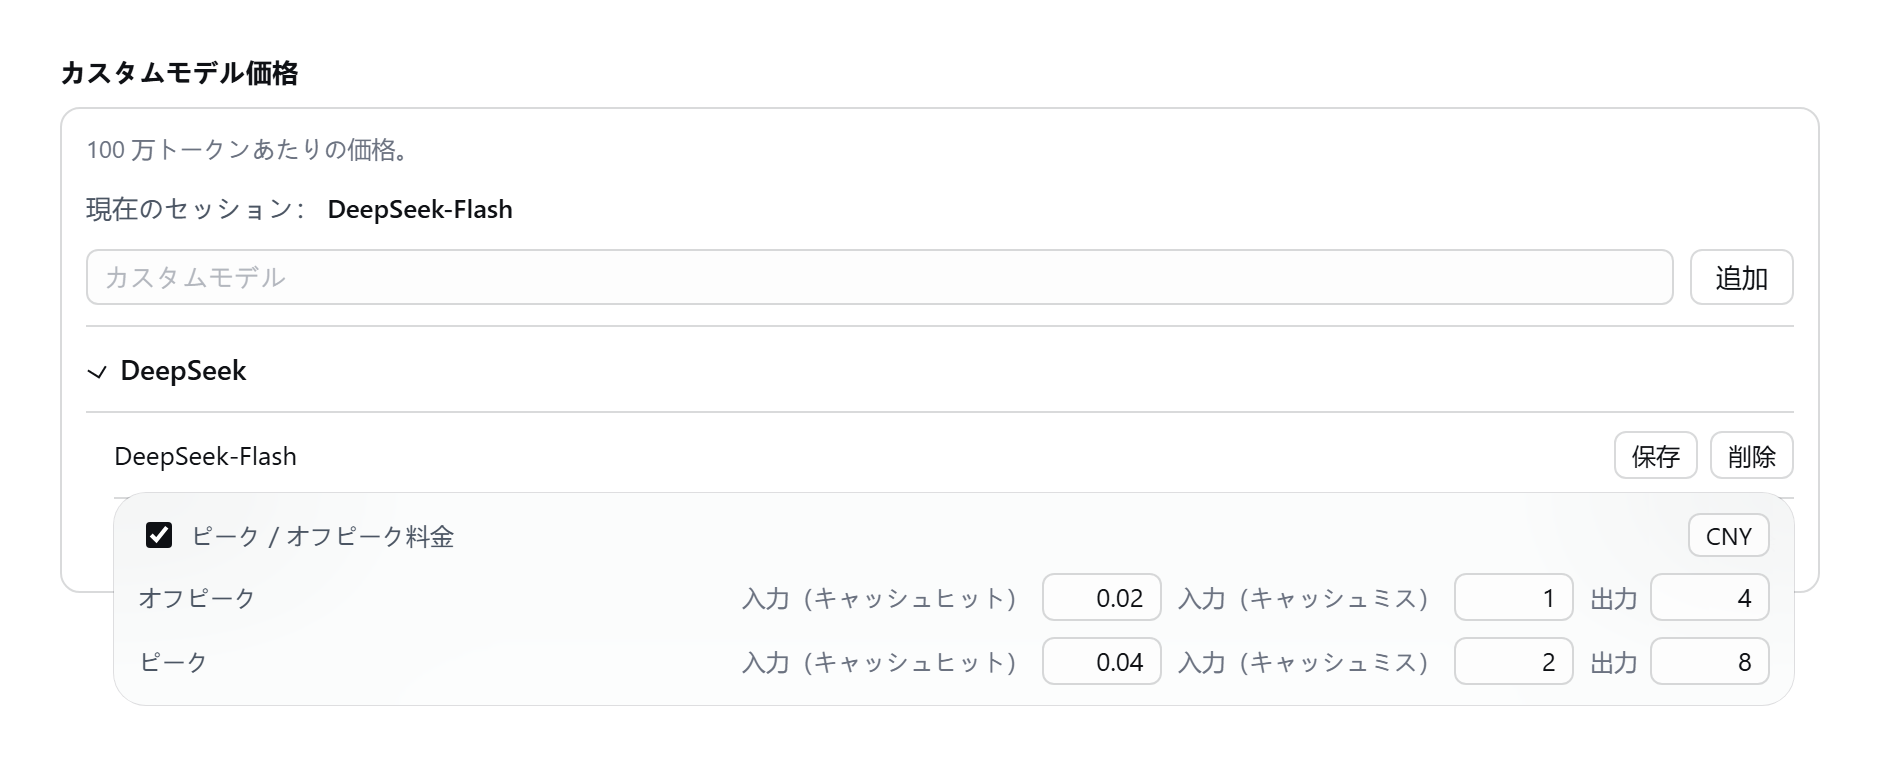 カスタムモデル価格
100 万トークンあたりの価格。
現在のセッション： DeepSeek-Flash
カスタムモデル 追加
DeepSeek
DeepSeek-Flash 保存 削除
ピーク / オフピーク料金 CNY
オフピーク 入力（キャッシュヒット） 0.02 入力（キャッシュミス） 1 出力 4
ピーク 入力（キャッシュヒット） 0.04 入力（キャッシュミス） 2 出力 8